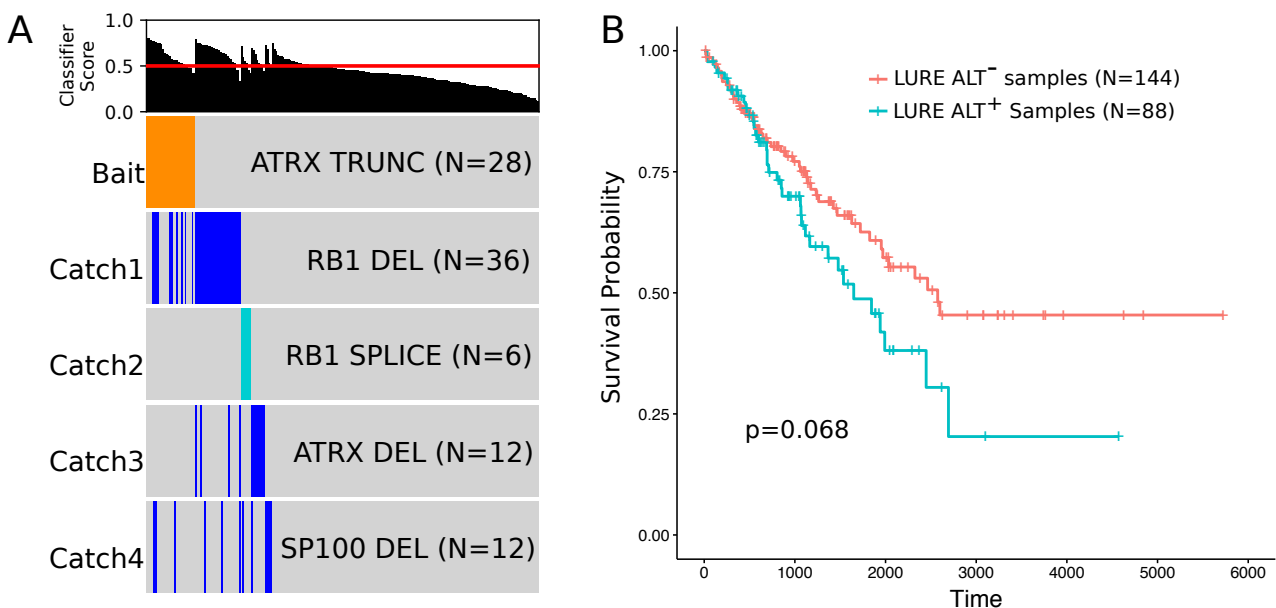 A
Classifier
Score
1.0
0.5
0.0
Bait
ATRX TRUNC (N=28)
Catch1
RB1 DEL (N=36)
Catch2
RB1 SPLICE (N=6)
Catch3
ATRX DEL (N=12)
Catch4
SP100 DEL (N=12)
B
Survival Probability
1.00
0.75
0.50
0.25
0.00
LURE ALT⁻ samples (N=144)
LURE ALT⁺ Samples (N=88)
p=0.068
0 1000 2000 3000 4000 5000 6000
Time